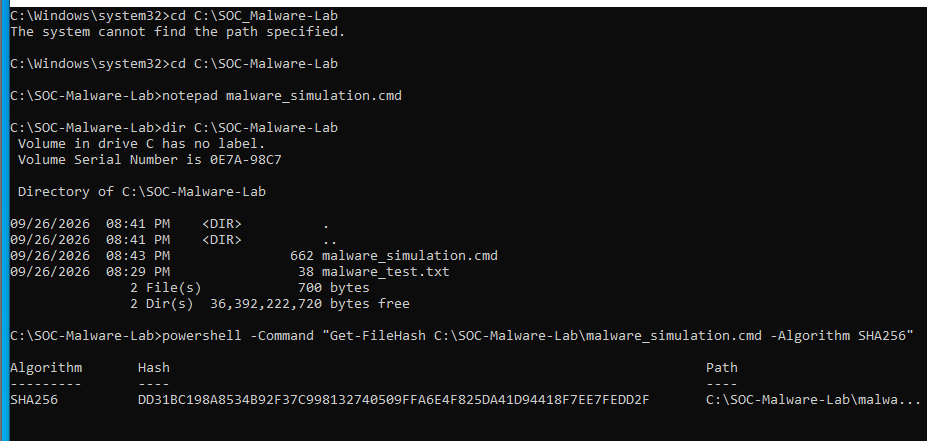 C:\Windows\system32>cd C:\SOC_Malware-Lab
The system cannot find the path specified.
C:\Windows\system32>cd C:\SOC-Malware-Lab
C:\SOC-Malware-Lab>notepad malware_simulation.cmd
C:\SOC-Malware-Lab>dir C:\SOC-Malware-Lab
 Volume in drive C has no label.
 Volume Serial Number is 0E7A-98C7
 Directory of C:\SOC-Malware-Lab
09/26/2026  08:41 PM    <DIR>          .
09/26/2026  08:41 PM    <DIR>          ..
09/26/2026  08:43 PM               662 malware_simulation.cmd
09/26/2026  08:29 PM                38 malware_test.txt
               2 File(s)            700 bytes
               2 Dir(s)  36,392,222,720 bytes free
C:\SOC-Malware-Lab>powershell -Command "Get-FileHash C:\SOC-Malware-Lab\malware_simulation.cmd -Algorithm SHA256"
Algorithm       Hash                                                                   Path
---------       ----                                                                   ----
SHA256          DD31BC198A8534B92F37C998132740509FFA6E4F825DA41D94418F7EE7FEDD2F       C:\SOC-Malware-Lab\malwa...